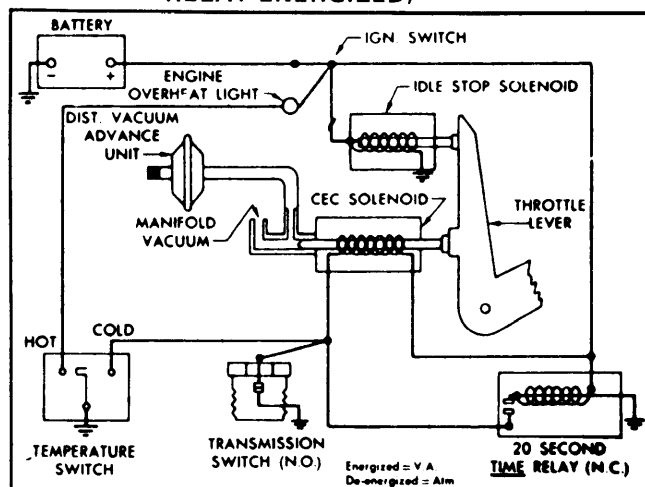 BATTERY
IGN. SWITCH
ENGINE
OVERHEAT LIGHT
IDLE STOP SOLENOID
DIST. VACUUM
ADVANCE
UNIT
CEC SOLENOID
MANIFOLD
VACUUM
THROTTLE
LEVER
HOT
COLD
TEMPERATURE
SWITCH
TRANSMISSION
SWITCH (N.O.)
Energized = V A.
De-energized = Atm
20 SECOND
TIME RELAY (N.C.)